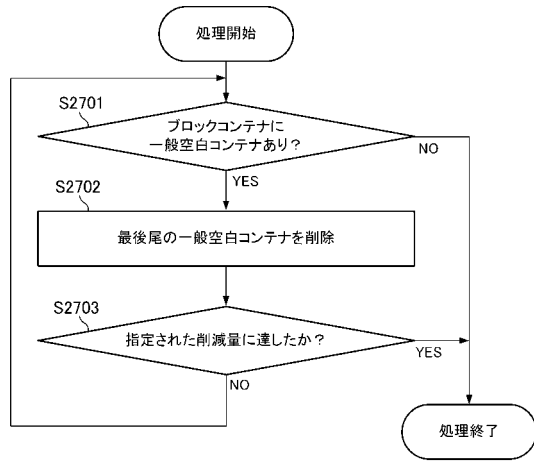 処理開始
S2701
ブロックコンテナに
一般空白コンテナあり?
NO
YES
S2702
最後尾の一般空白コンテナを削除
S2703
指定された削減量に達したか?
YES
NO
処理終了